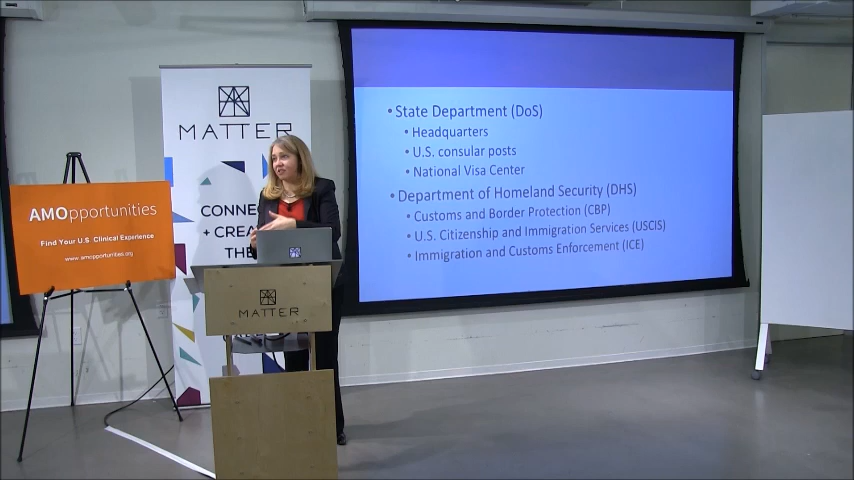 AMOpportunities
Find Your U.S. Clinical Experience
www.amopportunities.org
MATTER
CONNE
+ CREA
THE
MATTER
• State Department (DoS)
• Headquarters
• U.S. consular posts
• National Visa Center
• Department of Homeland Security (DHS)
• Customs and Border Protection (CBP)
• U.S. Citizenship and Immigration Services (USCIS)
• Immigration and Customs Enforcement (ICE)